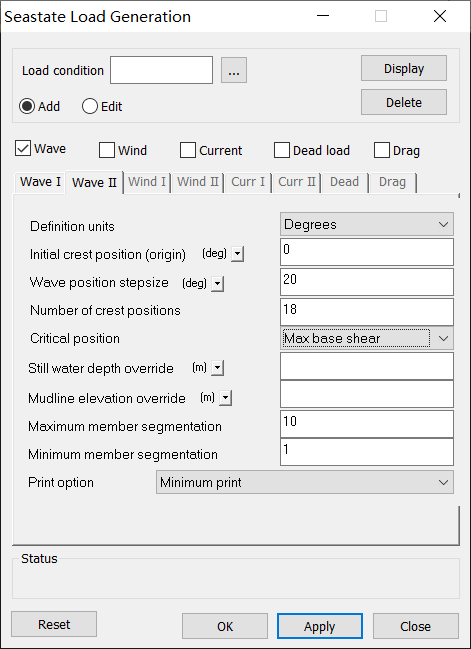 Seastate Load Generation
Load condition ... Display
Add Edit Delete
Wave Wind Current Dead load Drag
Wave I Wave II Wind I Wind II Curr I Curr II Dead Drag
Definition units Degrees
Initial crest position (origin) (deg) 0
Wave position stepsize (deg) 20
Number of crest positions 18
Critical position Max base shear
Still water depth override (m)
Mudline elevation override (m)
Maximum member segmentation 10
Minimum member segmentation 1
Print option Minimum print
Status
Reset OK Apply Close